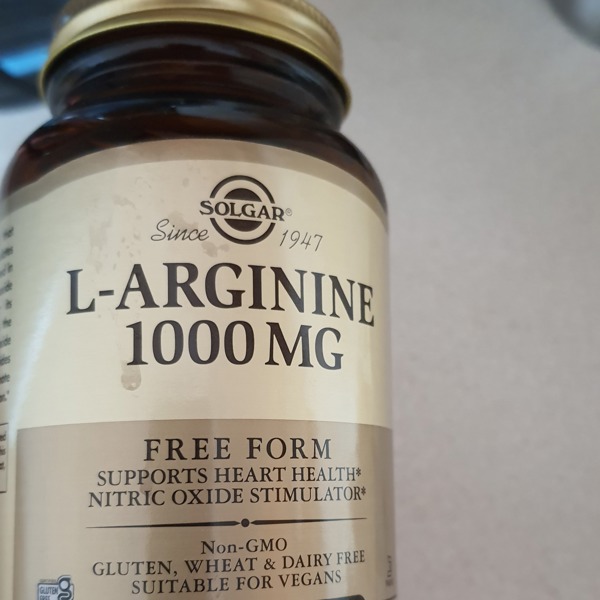 SOLGAR®
Since 1947
L-ARGININE
1000 MG
FREE FORM
SUPPORTS HEART HEALTH*
NITRIC OXIDE STIMULATOR*
Non-GMO
GLUTEN, WHEAT & DAIRY FREE
SUITABLE FOR VEGANS
GLUTEN